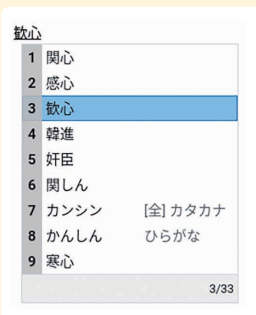 歓心
1 関心
2 感心
3 歓心
4 韓進
5 奸臣
6 関しん
7 カンシン [全] カタカナ
8 かんしん ひらがな
9 寒心
3/33